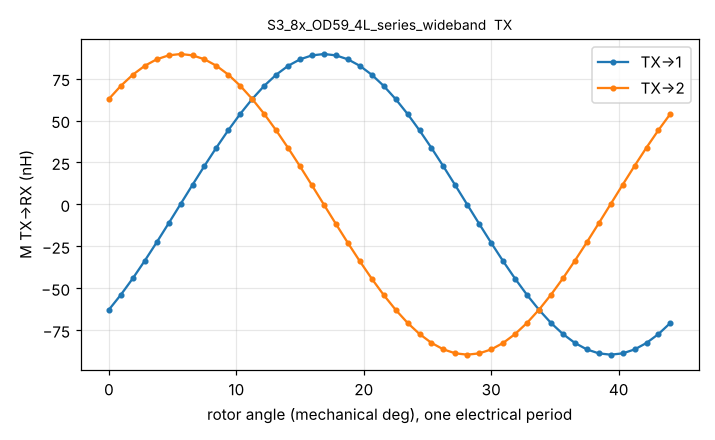 S3_8x_OD59_4L_series_wideband TX
TX→1
TX→2
M TX→RX (nH)
75
50
25
0
−25
−50
−75
0 10 20 30 40
rotor angle (mechanical deg), one electrical period